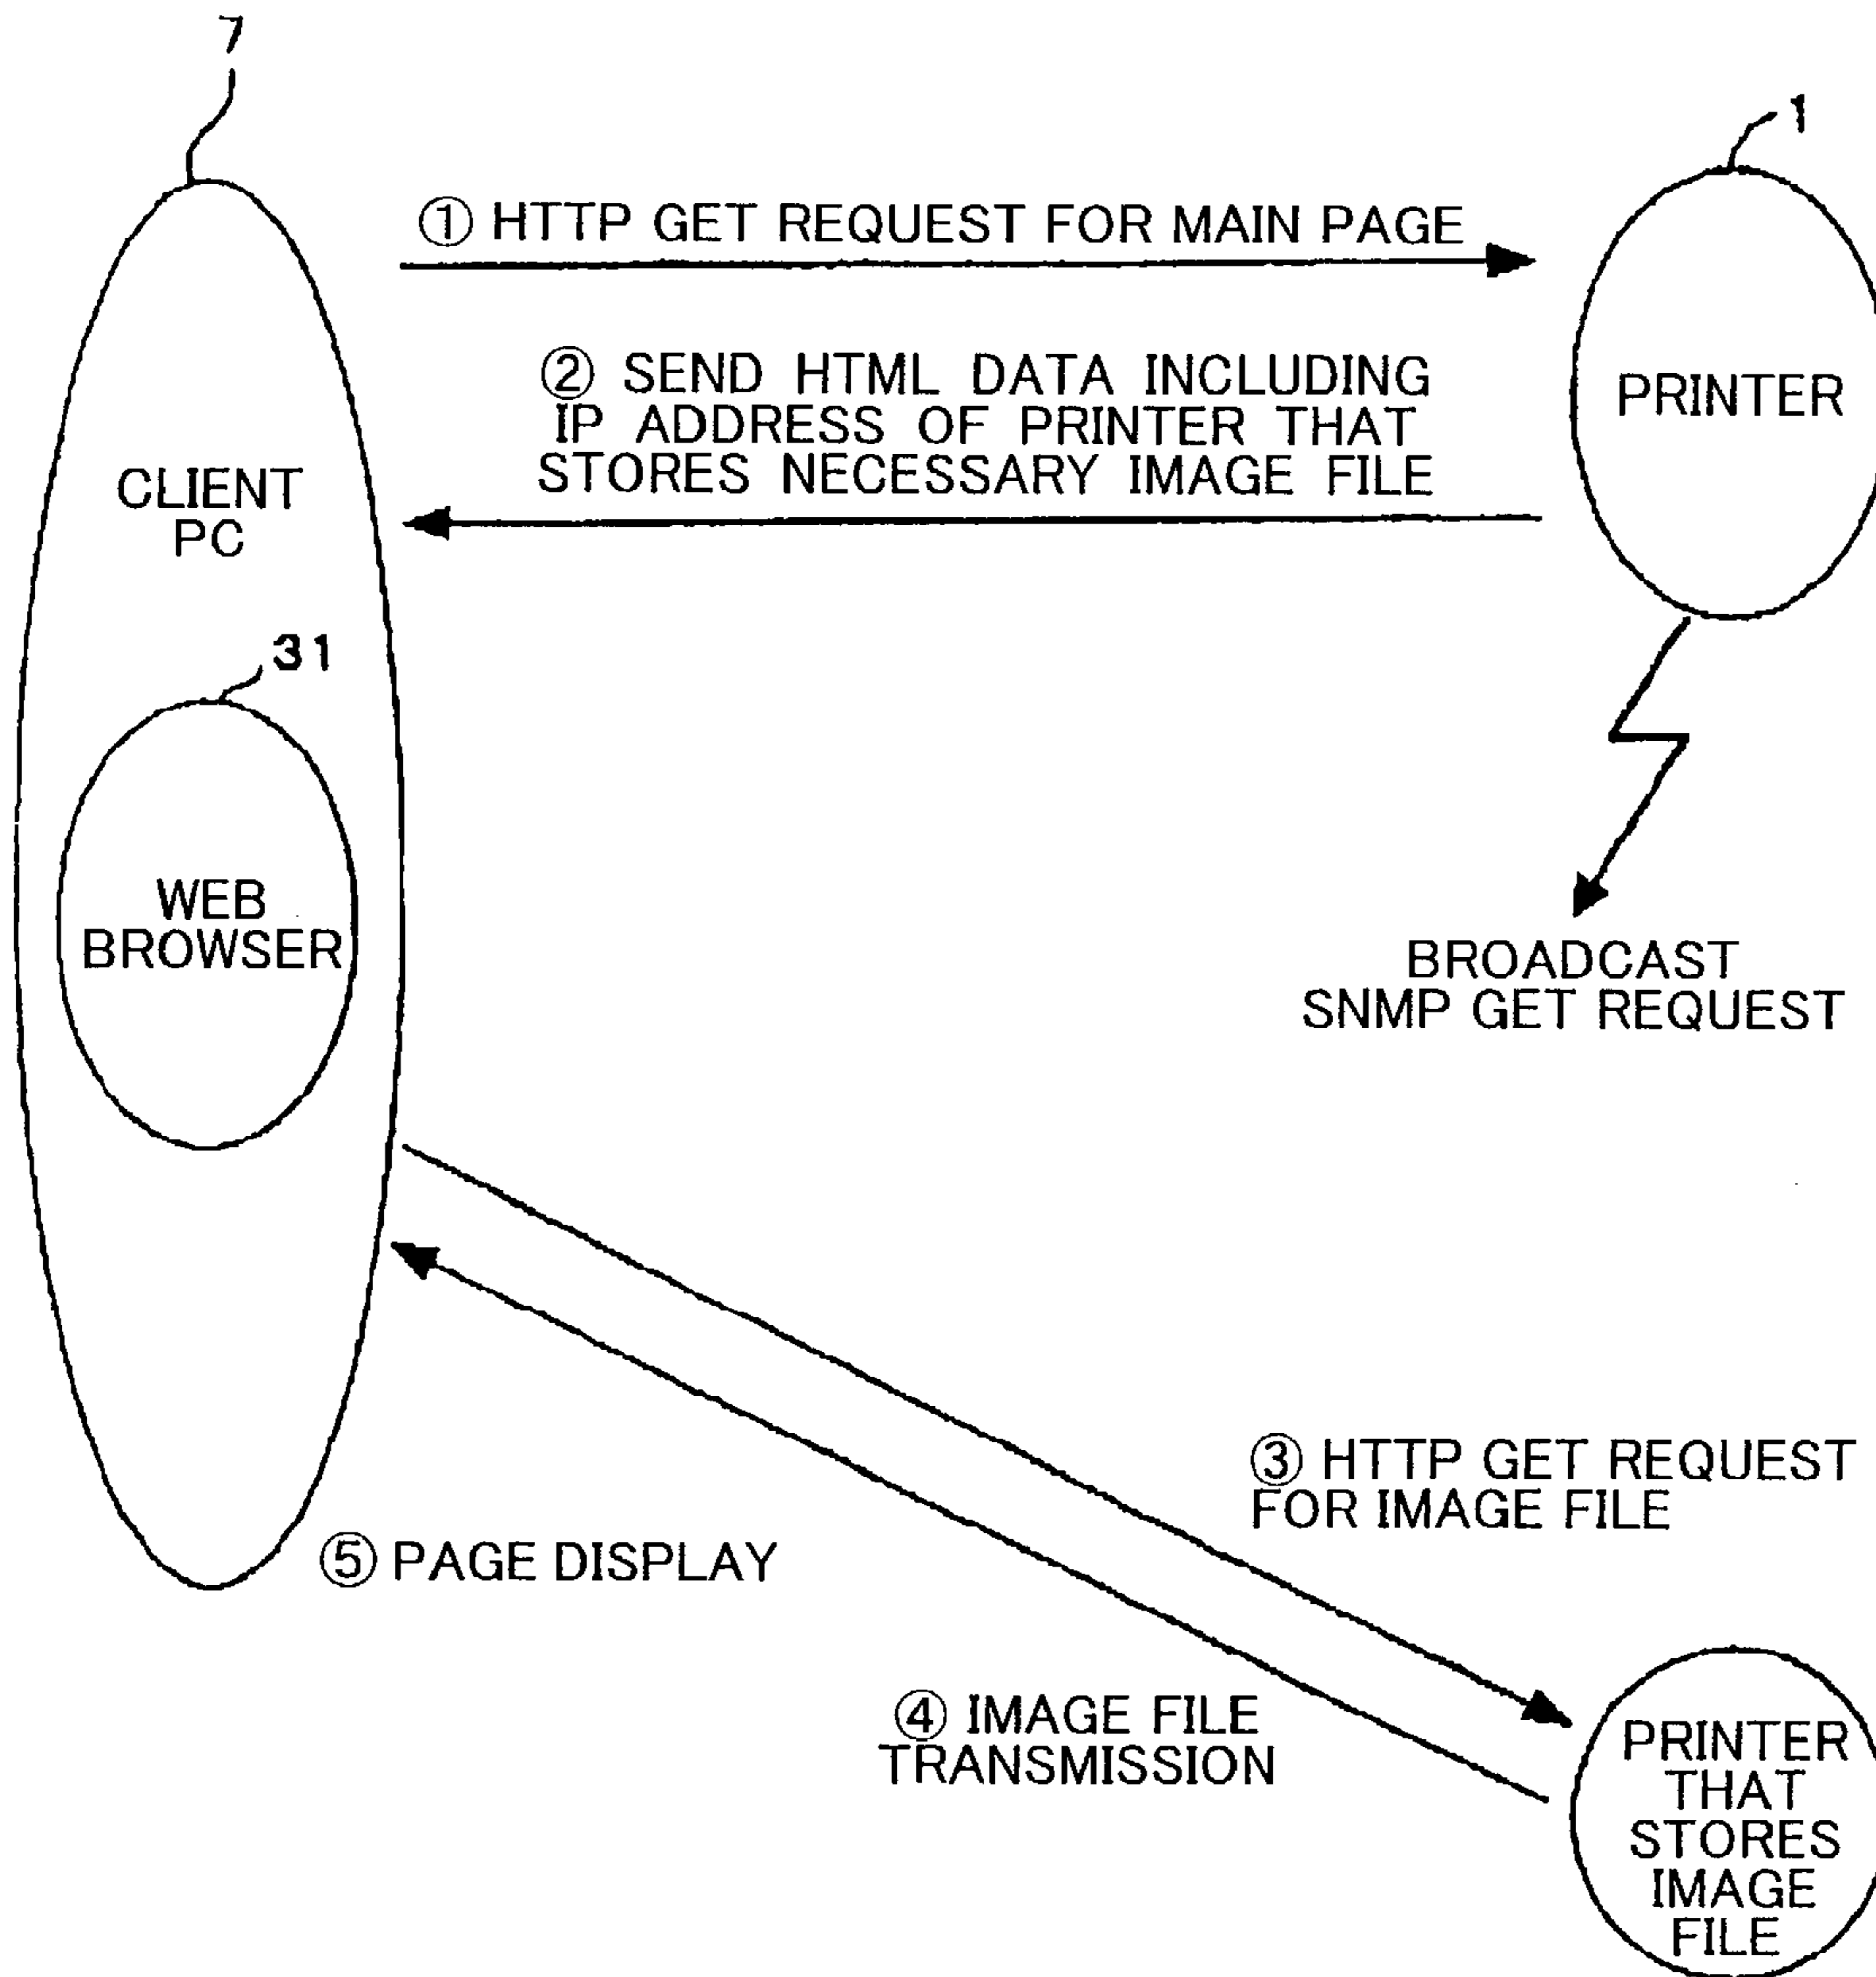 7
1
① HTTP GET REQUEST FOR MAIN PAGE
② SEND HTML DATA INCLUDING
IP ADDRESS OF PRINTER THAT
STORES NECESSARY IMAGE FILE
PRINTER
CLIENT
PC
31
WEB
BROWSER
BROADCAST
SNMP GET REQUEST
③ HTTP GET REQUEST
FOR IMAGE FILE
⑤ PAGE DISPLAY
④ IMAGE FILE
TRANSMISSION
PRINTER
THAT
STORES
IMAGE
FILE